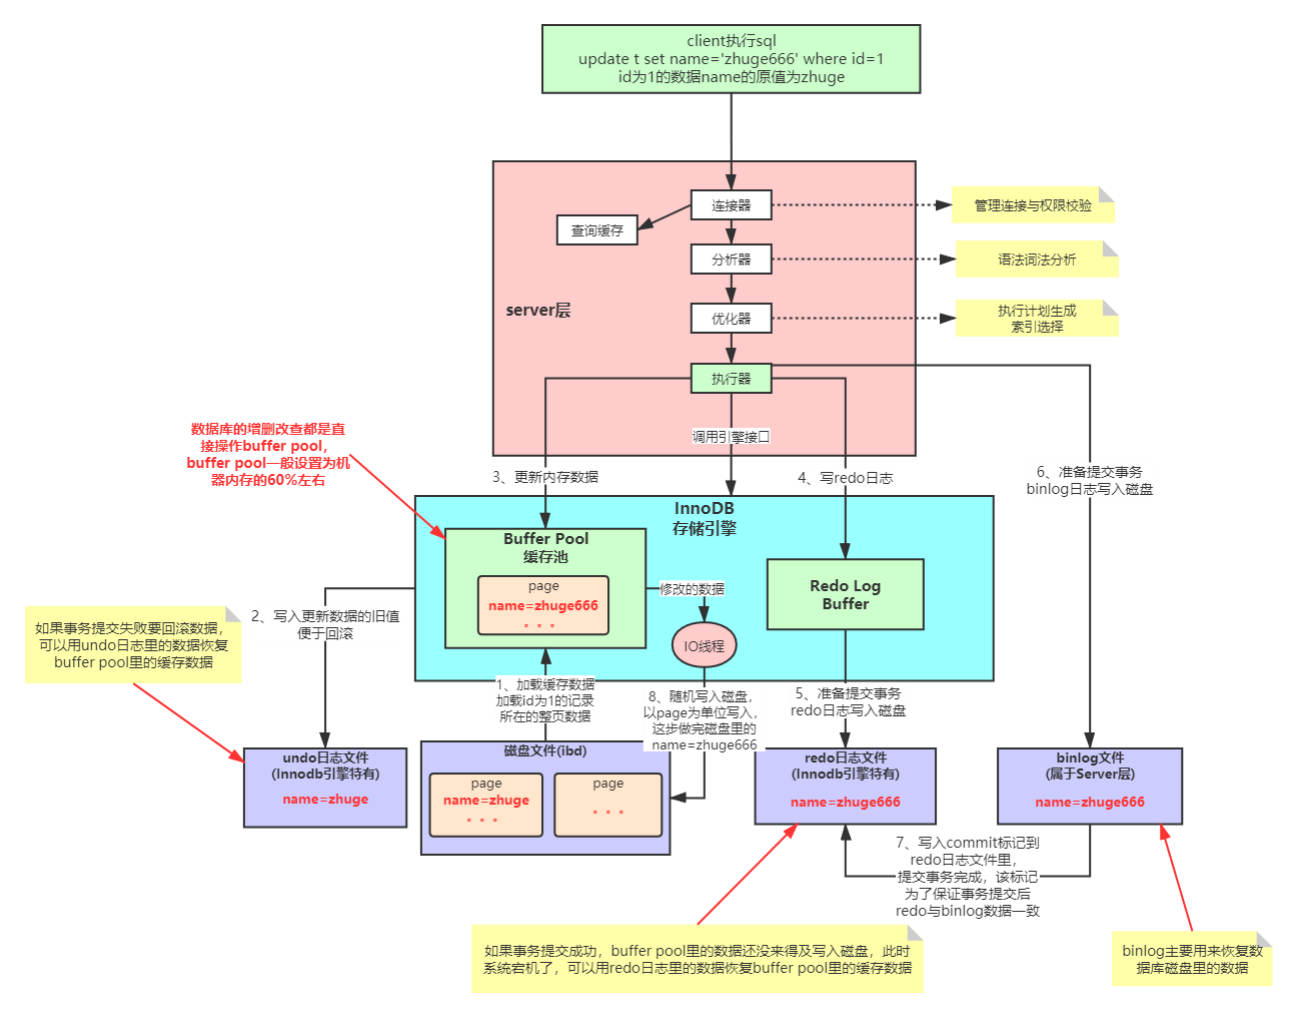 client执行sql
update t set name='zhuge666' where id=1
id为1的数据name的原值为zhuge
连接器
管理连接与权限校验
查询缓存
分析器
语法词法分析
server层
优化器
执行计划生成
索引选择
执行器
调用引擎接口
数据库的增删改查都是直
接操作buffer pool，
buffer pool一般设置为机
器内存的60%左右
3、更新内存数据
4、写redo日志
6、准备提交事务
binlog日志写入磁盘
InnoDB
存储引擎
Buffer Pool
缓存池
page
name=zhuge666
. . .
修改的数据
IO线程
Redo Log
Buffer
2、写入更新数据的旧值
便于回滚
如果事务提交失败要回滚数据，
可以用undo日志里的数据恢复
buffer pool里的缓存数据
1、加载缓存数据
加载id为1的记录
所在的整页数据
8、随机写入磁盘，
以page为单位写入，
这步做完磁盘里的
name=zhuge666
5、准备提交事务
redo日志写入磁盘
undo日志文件
(Innodb引擎特有)
name=zhuge
磁盘文件(ibd)
page
name=zhuge
. . .
page
. . .
redo日志文件
(Innodb引擎特有)
name=zhuge666
binlog文件
(属于Server层)
name=zhuge666
7、写入commit标记到
redo日志文件里，
提交事务完成，该标记
为了保证事务提交后
redo与binlog数据一致
如果事务提交成功，buffer pool里的数据还没来得及写入磁盘，此时
系统宕机了，可以用redo日志里的数据恢复buffer pool里的缓存数据
binlog主要用来恢复数
据库磁盘里的数据